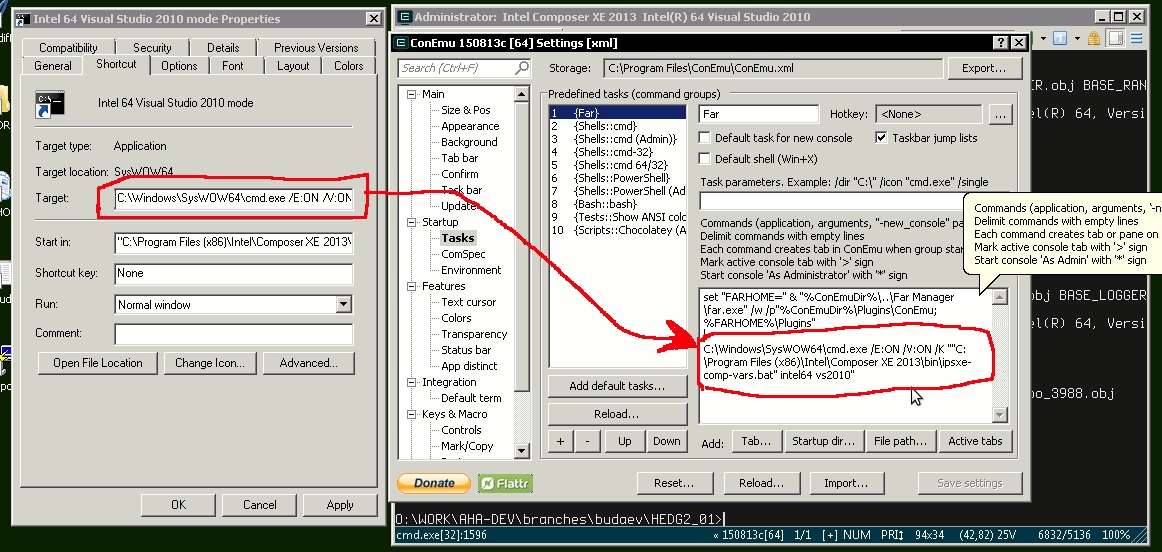 Intel 64 Visual Studio 2010 mode Properties
Compatibility Security Details Previous Versions
General Shortcut Options Font Layout Colors
Intel 64 Visual Studio 2010 mode
Target type: Application
Target location: SysWOW64
Target: C:\Windows\SysWOW64\cmd.exe /E:ON /V:ON
Start in: "C:\Program Files (x86)\Intel\Composer XE 2013\
Shortcut key: None
Run: Normal window
Comment:
Open File Location Change Icon... Advanced...
OK Cancel Apply
Administrator: Intel Composer XE 2013 Intel(R) 64 Visual Studio 2010
ConEmu 150813c [64] Settings [xml]
Search (Ctrl+F)
Storage: C:\Program Files\ConEmu\ConEmu.xml Export...
Main
Size & Pos
Appearance
Background
Tab bar
Confirm
Task bar
Update
Startup
Tasks
ComSpec
Environment
Features
Text cursor
Colors
Transparency
Status bar
App distinct
Integration
Default term
Keys & Macro
Controls
Mark/Copy
Predefined tasks (command groups)
1 {Far}
2 {Shells::cmd}
3 {Shells::cmd (Admin)}
4 {Shells::cmd-32}
5 {Shells::cmd 64/32}
6 {Shells::PowerShell}
7 {Shells::PowerShell (Ad
8 {Bash::bash}
9 {Tests::Show ANSI colo
10 {Scripts::Chocolatey (A
Add default tasks...
Reload...
+ - Up Down
Far Hotkey: <None> ...
Default task for new console Taskbar jump lists
Default shell (Win+X)
Task parameters. Example: /dir "C:\" /icon "cmd.exe" /single
Commands (application, arguments, "-new_console" pa
Delimit commands with empty lines
Each command creates tab in ConEmu when group star
Mark active console tab with '>' sign
Start console 'As Administrator' with '*' sign
set "FARHOME=" & "%ConEmuDir%\..\Far Manager
\far.exe" /w /p"%ConEmuDir%\Plugins\ConEmu;
%FARHOME%\Plugins"
C:\Windows\SysWOW64\cmd.exe /E:ON /V:ON /K ""C:
\Program Files (x86)\Intel\Composer XE 2013\bin\ipsxe-
comp-vars.bat" intel64 vs2010"
Add: Tab... Startup dir... File path... Active tabs
Donate Flattr Reset... Reload... Import... Save settings
Commands (application, arguments, "-n
Delimit commands with empty lines
Each command creates tab or pane on
Mark active console tab with '>' sign
Start console 'As Admin' with '*' sign
CR.obj BASE_RAN
el(R) 64, Versi
obj BASE_LOGGER
el(R) 64, Versi
po_3988.obj
O:\WORK\AHA-DEV\branches\budaev\HEDG2_01>
cmd.exe[32]:1596 « 150813c[64] 1/1 [+] NUM PRI↕ 94x34 (42,82) 25V 6832/5136 100%